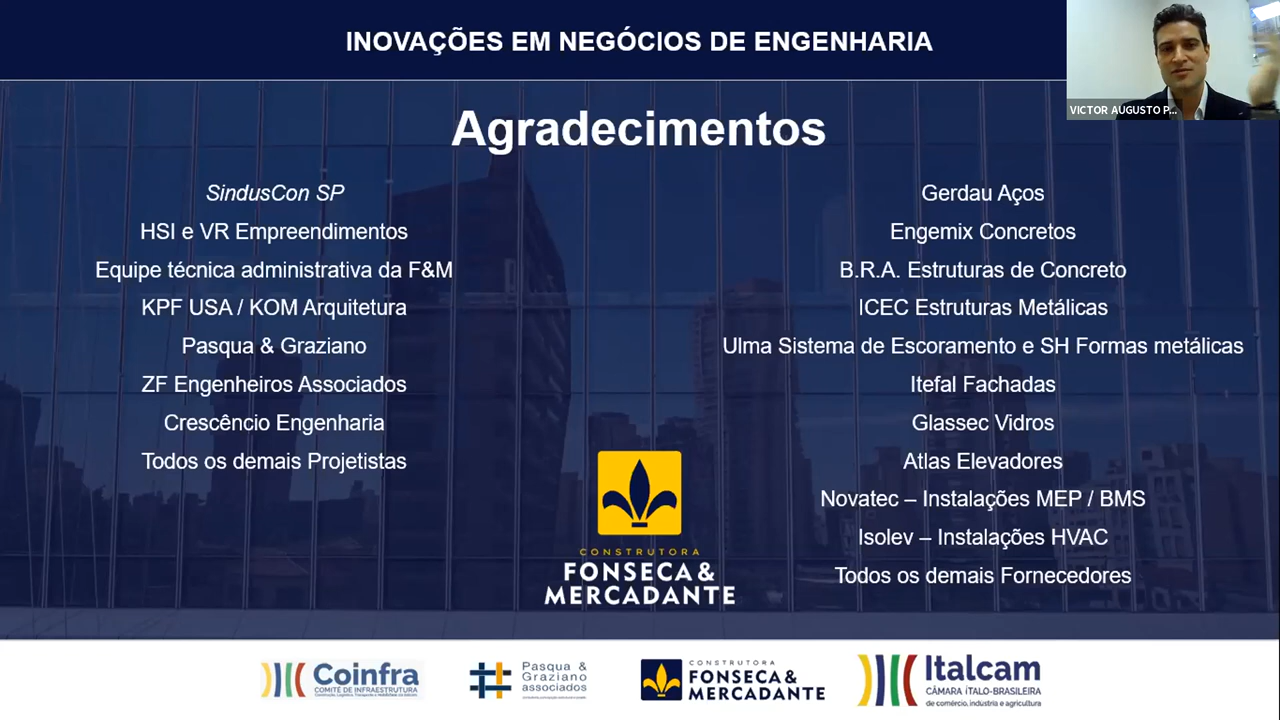 INOVAÇÕES EM NEGÓCIOS DE ENGENHARIA
VICTOR AUGUSTO P...
Agradecimentos
SindusCon SP
HSI e VR Empreendimentos
Equipe técnica administrativa da F&M
KPF USA / KOM Arquitetura
Pasqua & Graziano
ZF Engenheiros Associados
Crescêncio Engenharia
Todos os demais Projetistas
Gerdau Aços
Engemix Concretos
B.R.A. Estruturas de Concreto
ICEC Estruturas Metálicas
Ulma Sistema de Escoramento e SH Formas metálicas
Itefal Fachadas
Glassec Vidros
Atlas Elevadores
Novatec – Instalações MEP / BMS
Isolev – Instalações HVAC
Todos os demais Fornecedores
CONSTRUTORA
FONSECA &
MERCADANTE
Coinfra
COMITÊ DE INFRAESTRUTURA
Pasqua &
Graziano
associados
CONSTRUTORA
FONSECA &
MERCADANTE
Italcam
CÂMARA ÍTALO-BRASILEIRA
de comércio, indústria e agricultura